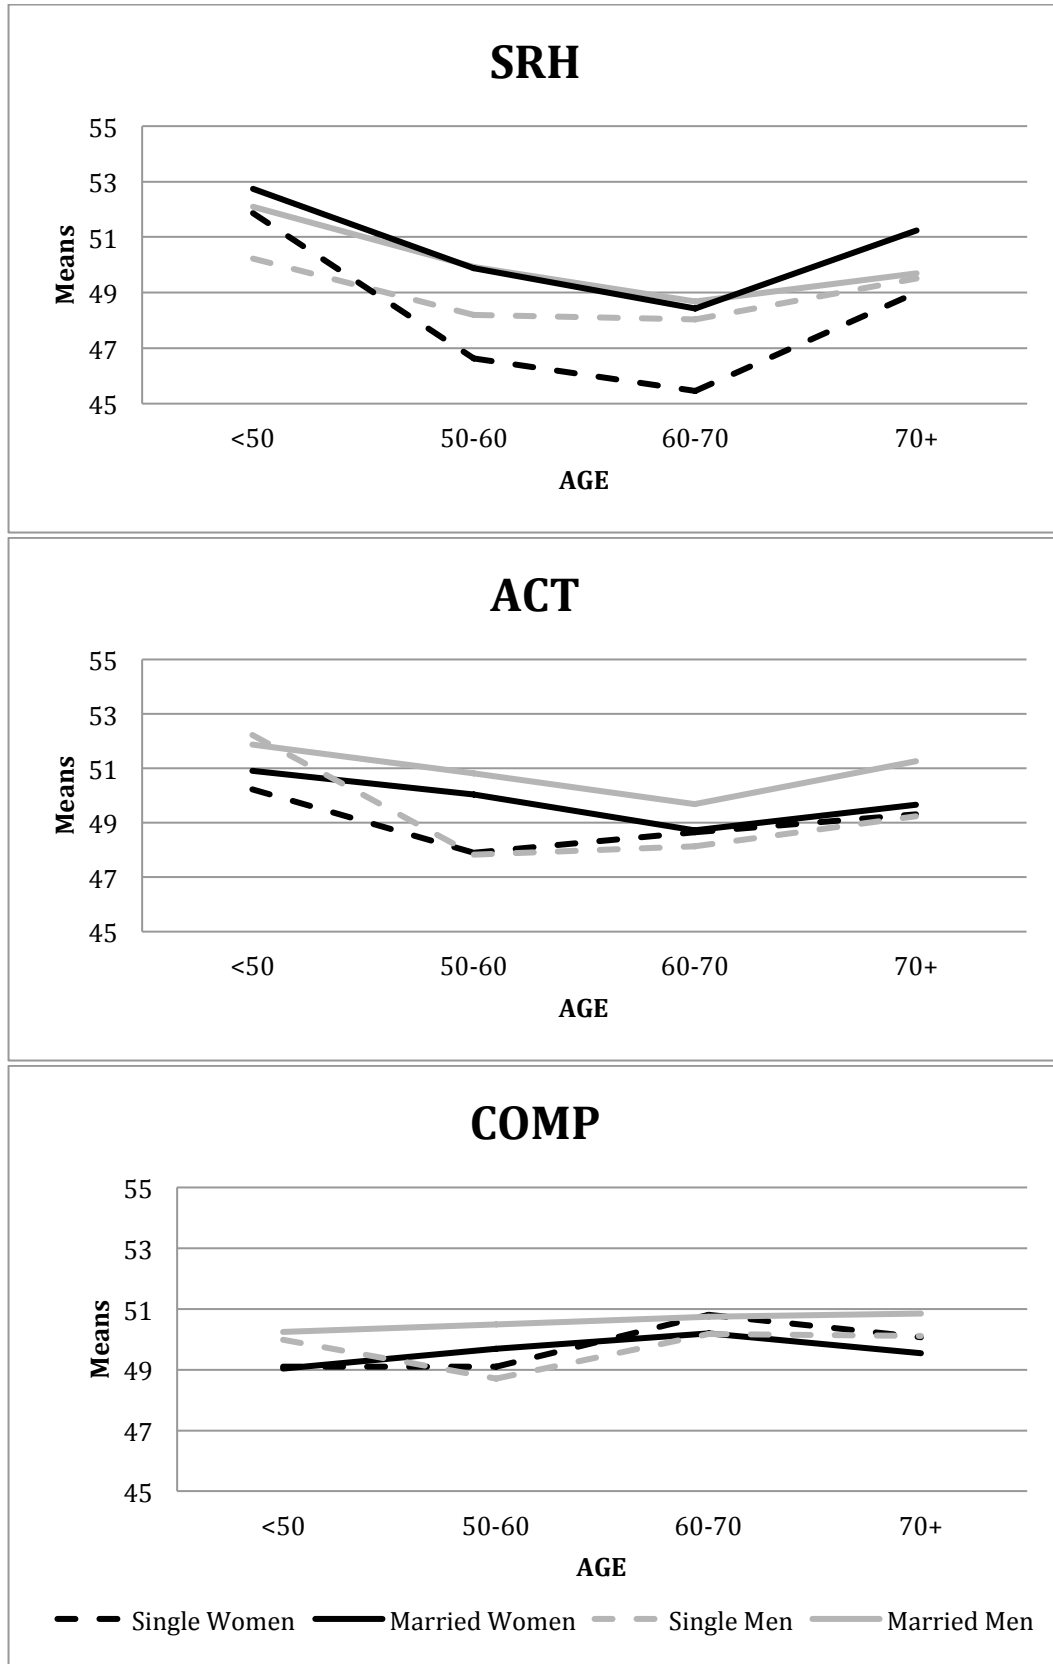 SRH
55
53
51
49
47
45
Means
<50 50-60 60-70 70+
AGE
ACT
55
53
51
49
47
45
Means
<50 50-60 60-70 70+
AGE
COMP
55
53
51
49
47
45
Means
<50 50-60 60-70 70+
AGE
Single Women Married Women Single Men Married Men